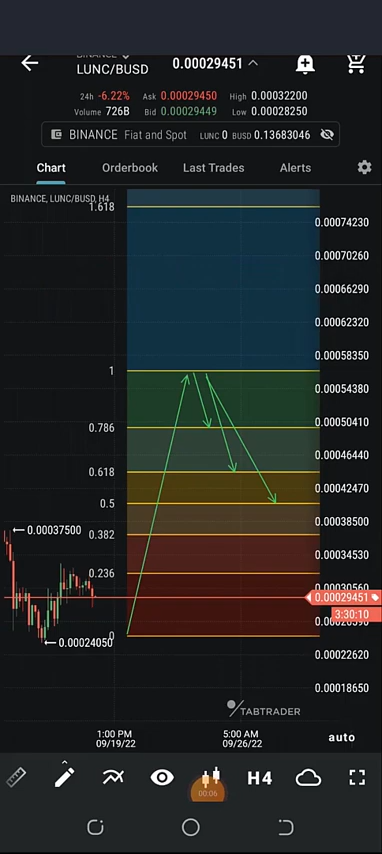 BINANCE
LUNC/BUSD
0.00029451
24h -6.22% Ask 0.00029450 High 0.00032200
Volume 726B Bid 0.00029449 Low 0.00028250
BINANCE Fiat and Spot LUNC 0 BUSD 0.13683046
Chart Orderbook Last Trades Alerts
BINANCE, LUNC/BUSD, H4
1.618
0.00074230
0.00070260
0.00066290
0.00062320
0.00058350
1
0.00054380
0.786
0.00050410
0.00046440
0.618
0.5
0.00042470
0.00037500
0.00038500
0.382
0.00034530
0.236
0.00030560
0.00029451
3:30:10
0
0.00024050
0.00022620
0.00018650
TABTRADER
1:00 PM 5:00 AM auto
09/19/22 09/26/22
H4
00:06